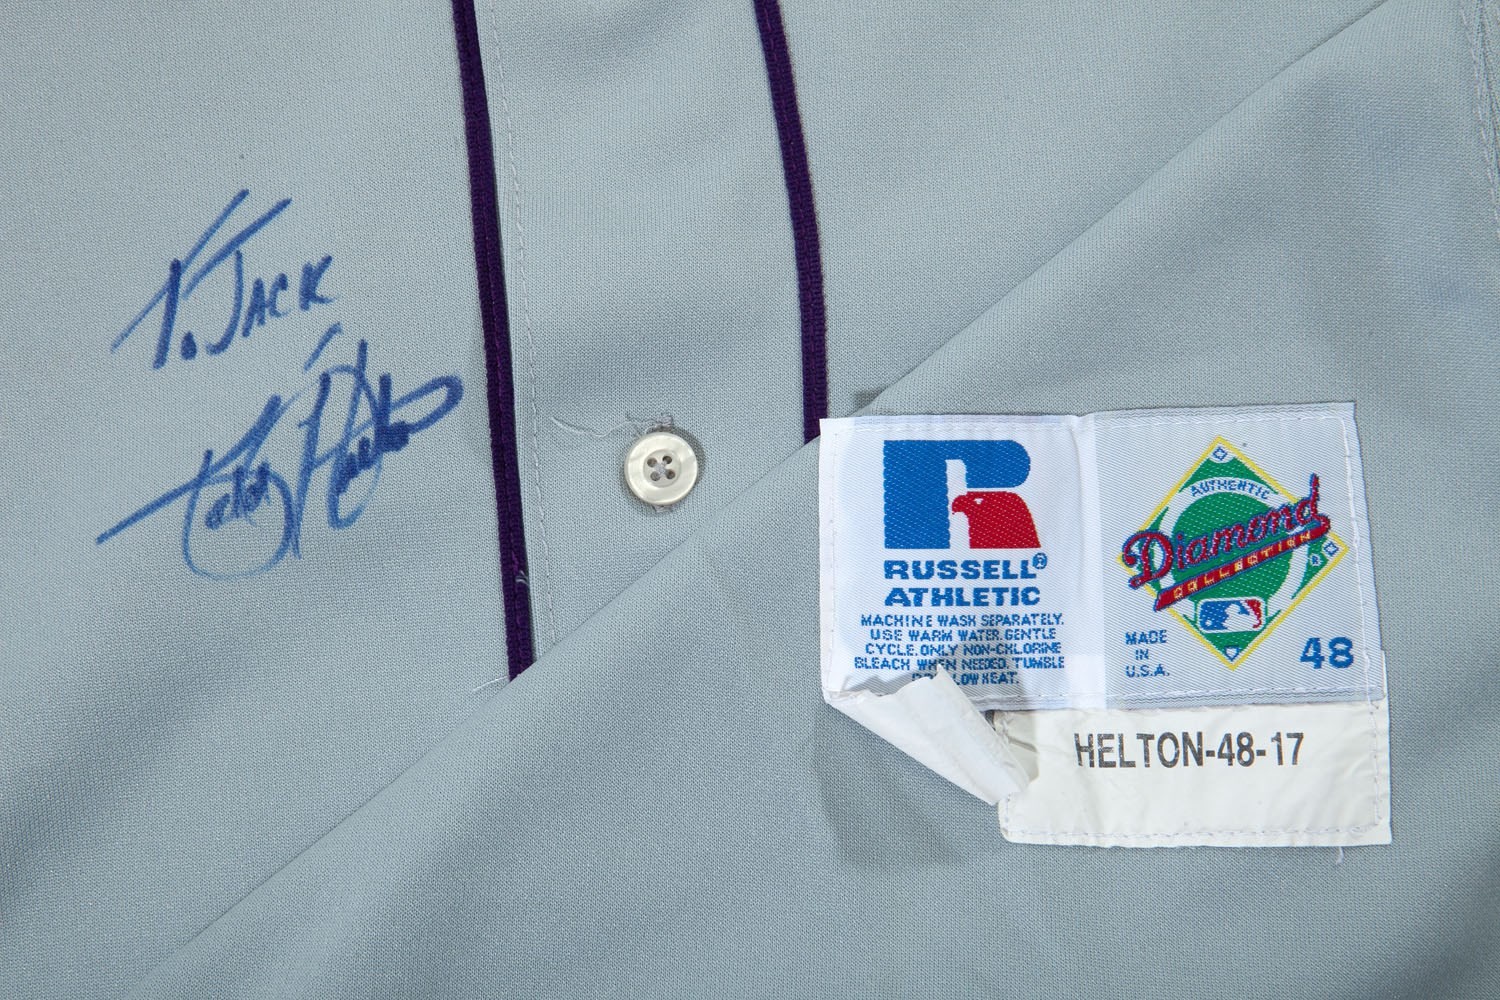 To JACK
RUSSELL®
ATHLETIC
MACHINE WASH SEPARATELY.
USE WARM WATER. GENTLE
CYCLE. ONLY NON-CHLORINE
BLEACH WHEN NEEDED. TUMBLE
LOW HEAT.
AUTHENTIC
Diamond
COLLECTION
MADE
IN
U.S.A.
48
HELTON-48-17